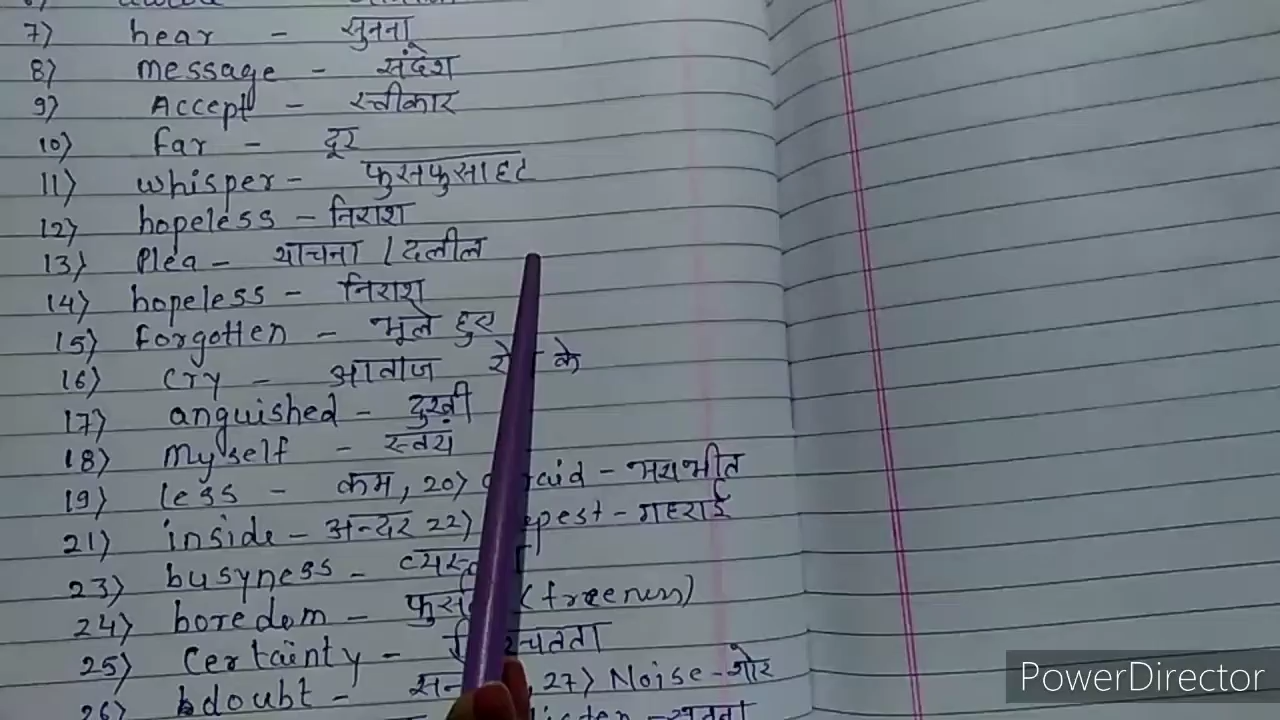 7) hear - सुनना
8) message - संदेश
9) Accept - स्वीकार
10) far - दूर
11) whisper - फुसफुसाहट
12) hopeless - निराश
13) Plea - याचना / दलील
14) hopeless - निराश
15) forgotten - भूले हुए
16) Cry - आवाज के
17) anguished - दुखी
18) Myself - स्वयं
19) less - कम, 20) - भयभीत
21) inside - अन्दर 22) - गहराई
23) busyness -
24) boredom - (freeness)
25) Certainty -
26) doubt - 27) Noise - शोर
- सुनना
PowerDirector